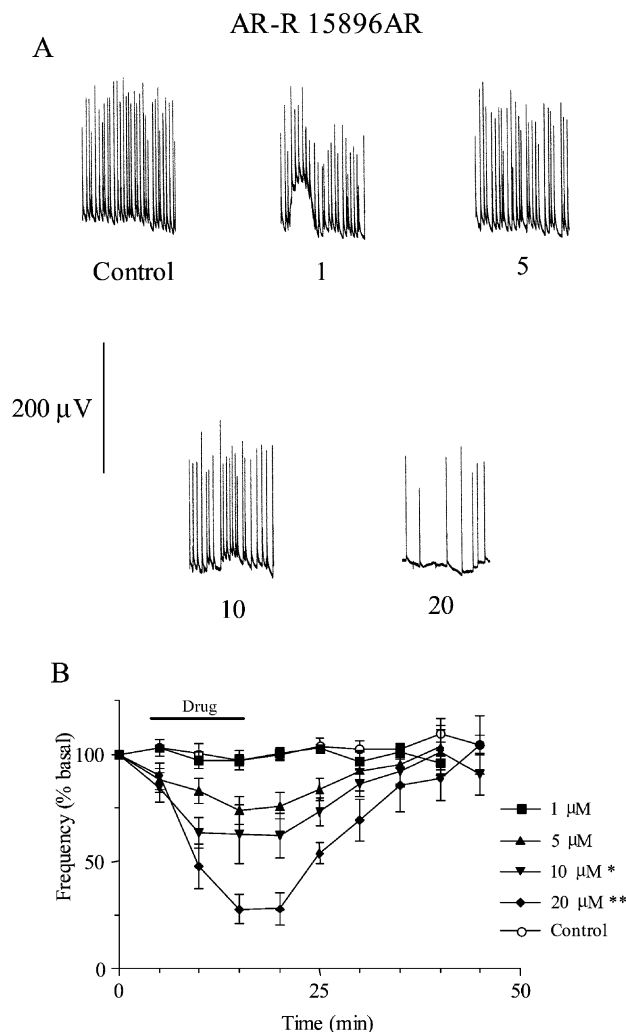 AR-R 15896AR
A
Control
1
5
200 µV
10
20
B
Drug
100
50
0
Frequency (% basal)
0
25
50
Time (min)
1 µM
5 µM
10 µM *
20 µM **
Control